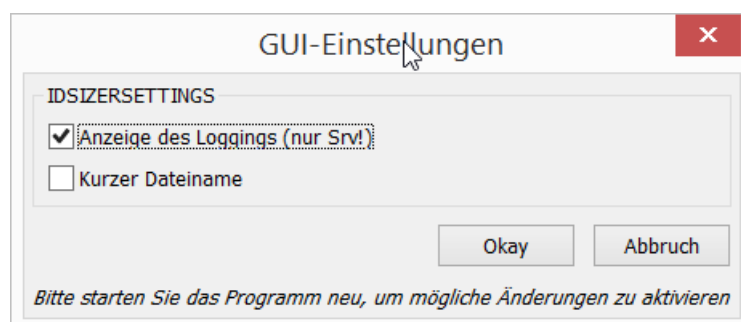 GUI-Einstellungen
IDSIZERSETTINGS
Anzeige des Loggings (nur Srv!)
Kurzer Dateiname
Okay Abbruch
Bitte starten Sie das Programm neu, um mögliche Änderungen zu aktivieren